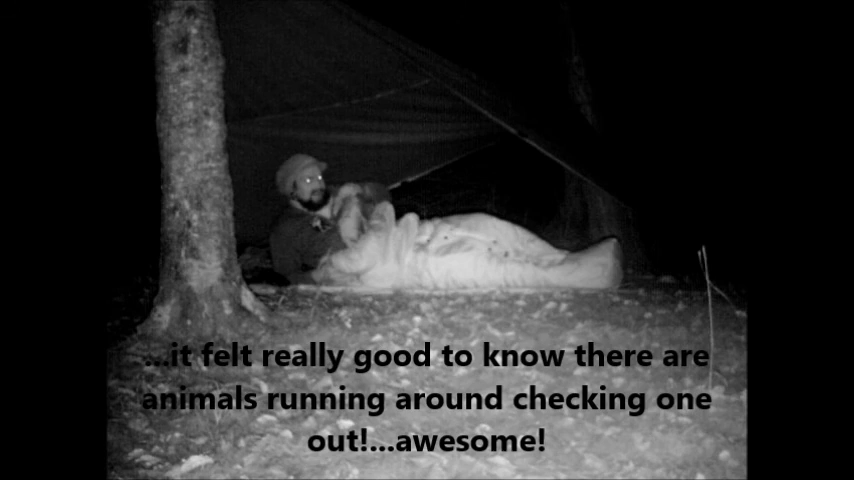 ...it felt really good to know there are
animals running around checking one
out!...awesome!